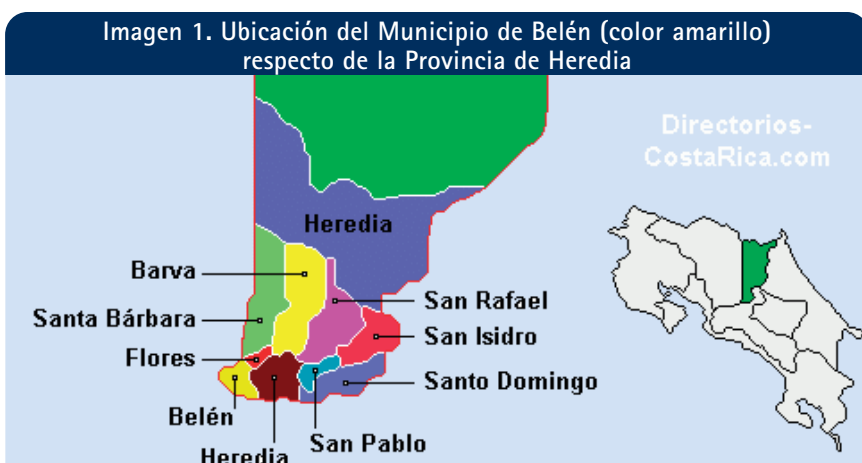 Imagen 1. Ubicación del Municipio de Belén (color amarillo)
respecto de la Provincia de Heredia
Directorios-
CostaRica.com
Heredia
Barva
San Rafael
Santa Bárbara
San Isidro
Flores
Santo Domingo
Belén
San Pablo
Heredia